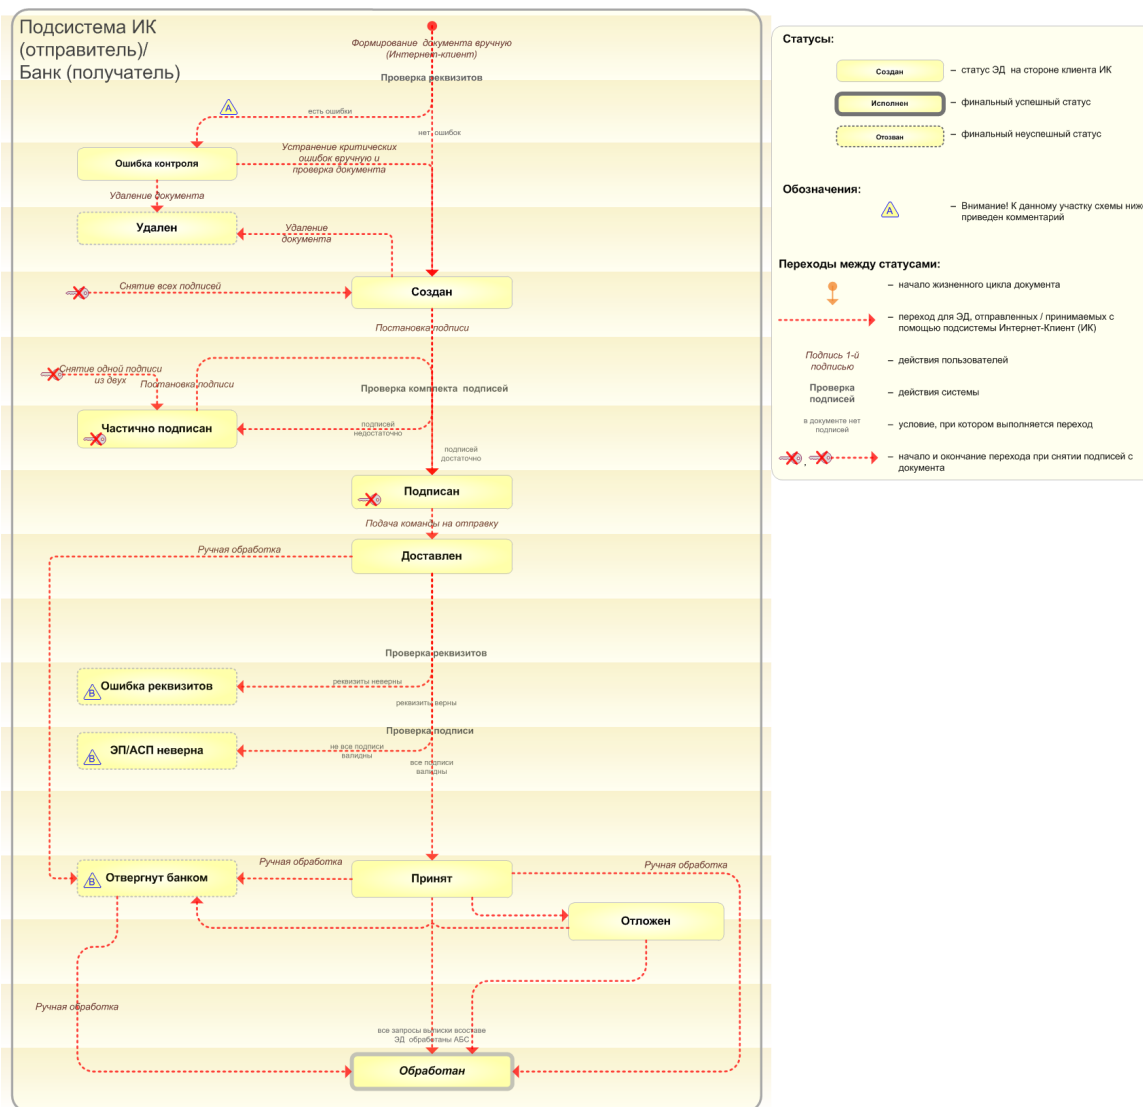 Подсистема ИК
(отправитель)/
Банк (получатель)
Формирование документа вручную
(Интернет-клиент)
Проверка реквизитов
A
есть ошибки
нет ошибок
Ошибка контроля
Устранение критических
ошибок вручную и
проверка документа
Удаление документа
Удален
Удаление
документа
Снятие всех подписей
Создан
Постановка подписи
Снятие одной подписи
из двух
Постановка подписи
Проверка комплекта подписей
Частично подписан
подписей
недостаточно
подписей
достаточно
Подписан
Подача команды на отправку
Ручная обработка
Доставлен
Проверка реквизитов
B
Ошибка реквизитов
реквизиты неверны
реквизиты верны
Проверка подписи
B
ЭП/АСП неверна
не все подписи
валидны
все подписи
валидны
B
Отвергнут банком
Ручная обработка
Принят
Ручная обработка
Отложен
Ручная обработка
все запросы выписки всоставе
ЭД обработаны АБС
Обработан
Статусы:
Создан
– статус ЭД на стороне клиента ИК
Исполнен
– финальный успешный статус
Отозван
– финальный неуспешный статус
Обозначения:
A
– Внимание! К данному участку схемы ниж
приведен комментарий
Переходы между статусами:
– начало жизненного цикла документа
– переход для ЭД, отправленных / принимаемых с
помощью подсистемы Интернет-Клиент (ИК)
Подпись 1-й
подписью
– действия пользователей
Проверка
подписей
– действия системы
в документе нет
подписей
– условие, при котором выполняется переход
,
– начало и окончание перехода при снятии подписей с
документа